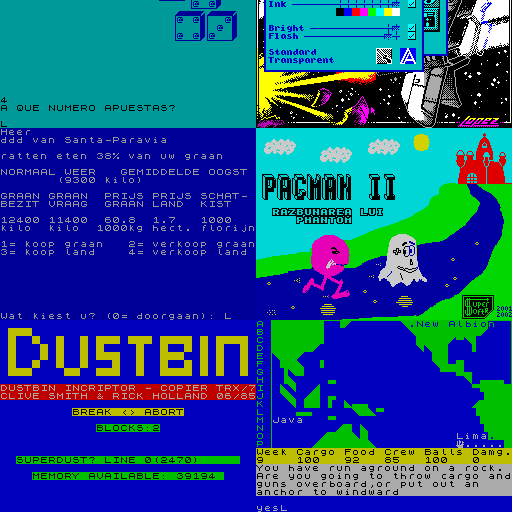 4
A QUE NUMERO APUESTAS?
L
Ink
Bright
Flash
Standard
Transparent
A
Lopez
Heer
ddd van Santa-Paravia
ratten eten 38% van uw graan
NORMAAL WEER GEMIDDELDE OOGST
(9300 kilo)
GRAAN GRAAN PRIJS PRIJS SCHAT-
BEZIT VRAAG GRAAN LAND KIST
12400 11400 60.8 1.7 1000
kilo kilo 1000kg hect. florijn
1= koop graan 2= verkoop graan
3= koop land 4= verkoop land
Wat kiest u? (0= doorgaan): L
PACMAN II
RAZBUNAREA LUI
PHANTOM
SUPER
SOFT
2001
2002
DUSTBIN
DUSTBIN INCRIPTOR - COPIER TRX/7
CLIVE SMITH & RICK HOLLAND 06/85
BREAK <> ABORT
BLOCKS:2
SUPERDUST? LINE 0(2470)
MEMORY AVAILABLE: 39194
A
B
C
D
E
F
G
H
I
J
K
L
M
N
O
P
.New Albion
Java
Lima.
Week Cargo Food Crew Balls Damg.
9 100 92 85 100 0
You have run aground on a rock.
Are you going to throw cargo and
guns overboard,or put out an
anchor to windward
yesL